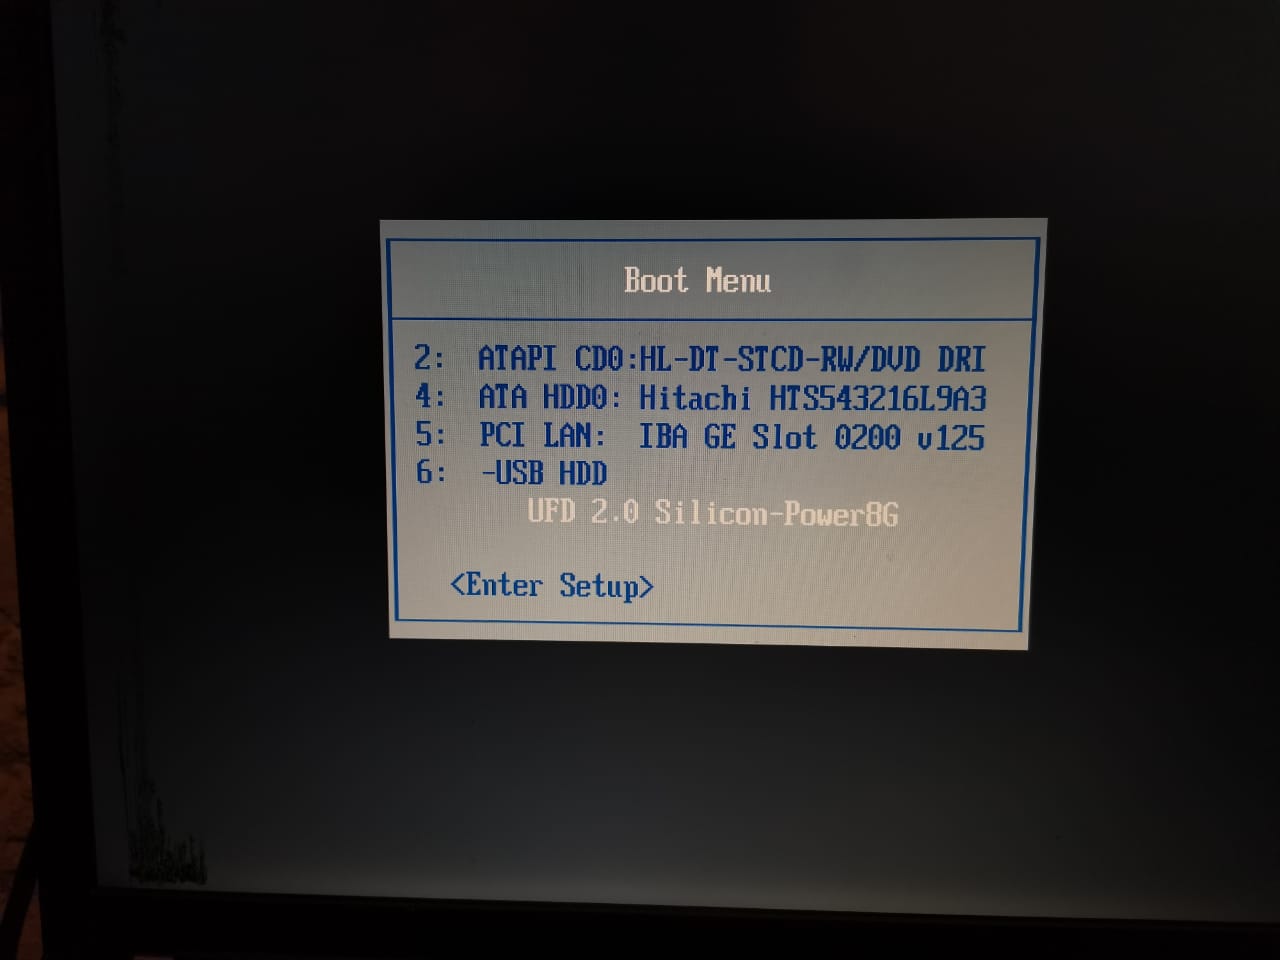 Boot Menu
2: ATAPI CD0:HL-DT-STCD-RW/DVD DRI
4: ATA HDD0: Hitachi HTS543216L9A3
5: PCI LAN: IBA GE Slot 0200 v125
6: -USB HDD
UFD 2.0 Silicon-Power8G
<Enter Setup>